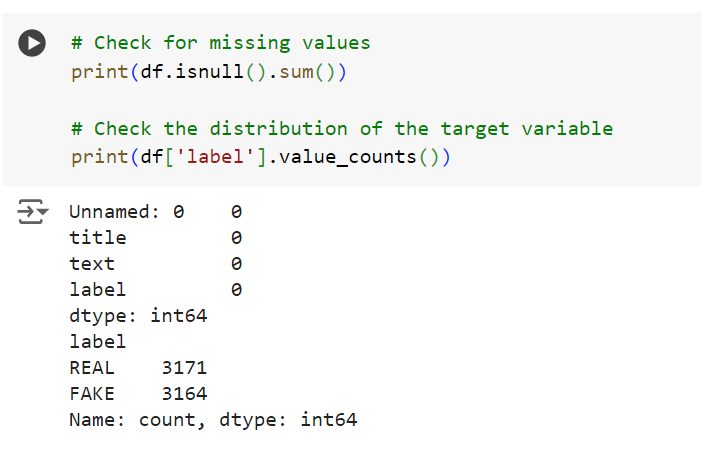 # Check for missing values
print(df.isnull().sum())
# Check the distribution of the target variable
print(df['label'].value_counts())
Unnamed: 0    0
title         0
text          0
label         0
dtype: int64
label
REAL    3171
FAKE    3164
Name: count, dtype: int64